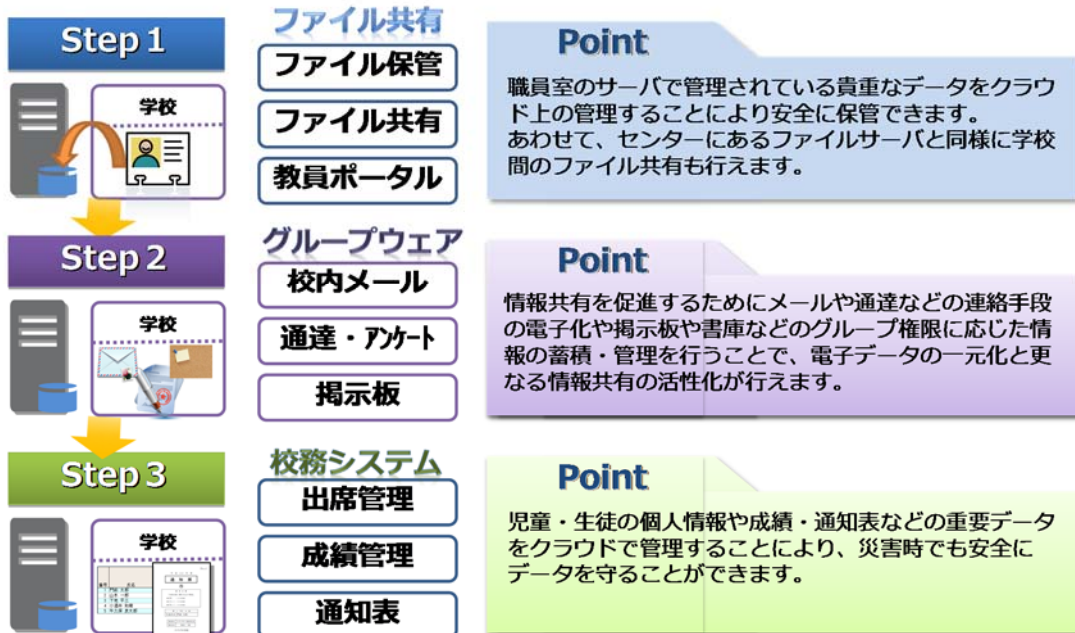 Step 1
ファイル共有
ファイル保管
ファイル共有
教員ポータル
学校
Point
職員室のサーバで管理されている貴重なデータをクラウ
ド上の管理することにより安全に保管できます。
あわせて、センターにあるファイルサーバと同様に学校
間のファイル共有も行えます。
Step 2
グループウェア
校内メール
通達・アンケート
掲示板
学校
Point
情報共有を促進するためにメールや通達などの連絡手段
の電子化や掲示板や書庫などのグループ権限に応じた情
報の蓄積・管理を行うことで、電子データの一元化と更
なる情報共有の活性化が行えます。
Step 3
校務システム
出席管理
成績管理
通知表
学校
Point
児童・生徒の個人情報や成績・通知表などの重要データ
をクラウドで管理することにより、災害時でも安全に
データを守ることができます。